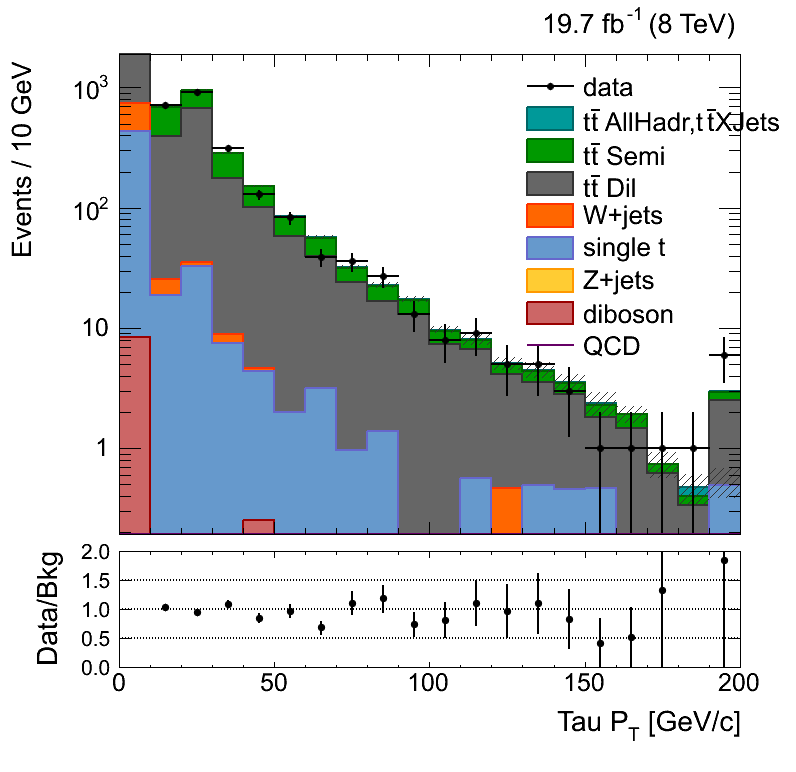 19.7 fb⁻¹ (8 TeV)
Events / 10 GeV
10³
10²
10
1
data
tt̄ AllHadr,tt̄XJets
tt̄ Semi
tt̄ Dil
W+jets
single t
Z+jets
diboson
QCD
Data/Bkg
2.0
1.5
1.0
0.5
0.0
0 50 100 150 200
Tau P_T [GeV/c]